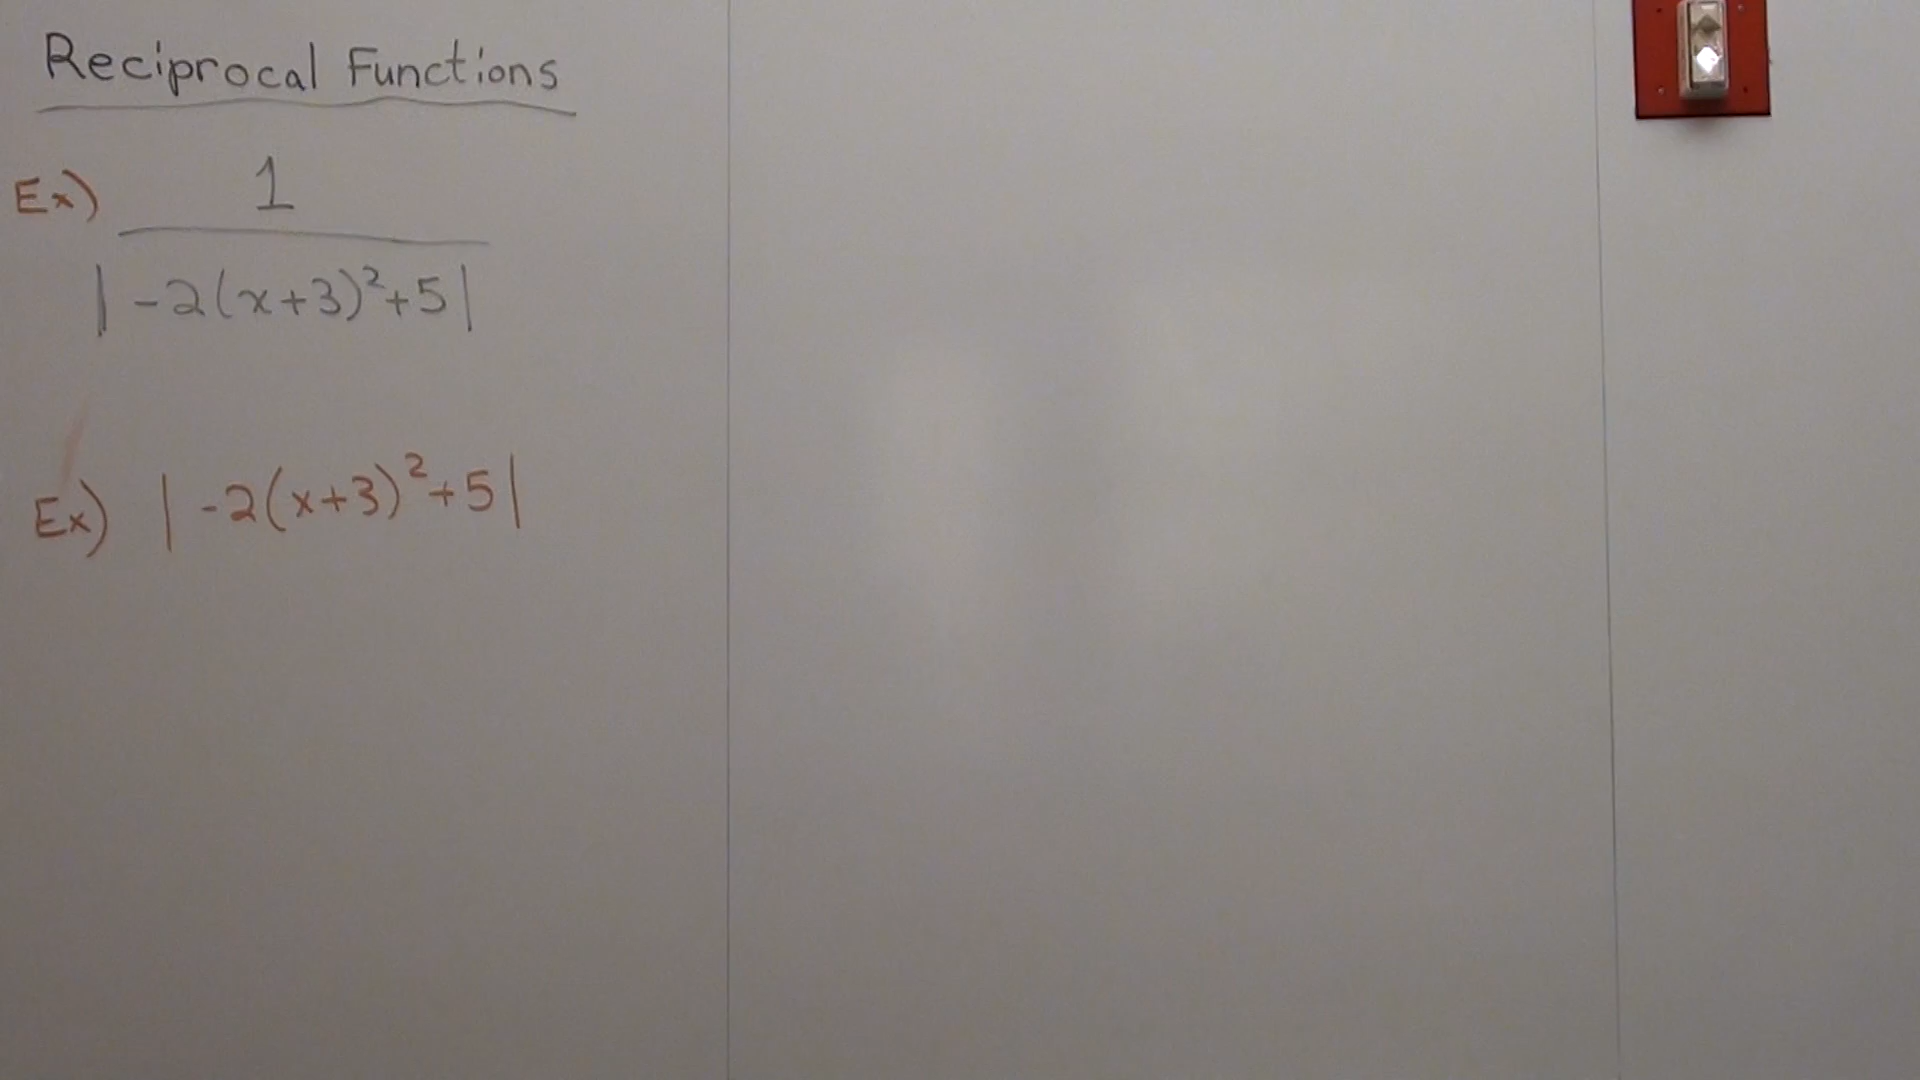 Reciprocal Functions
Ex) 1
|-2(x+3)²+5|
Ex) |-2(x+3)²+5|